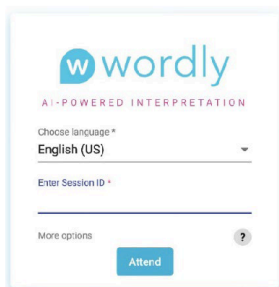 w wordly
AI-POWERED INTERPRETATION
Choose language *
English (US)
Enter Session ID *
More options
?
Attend